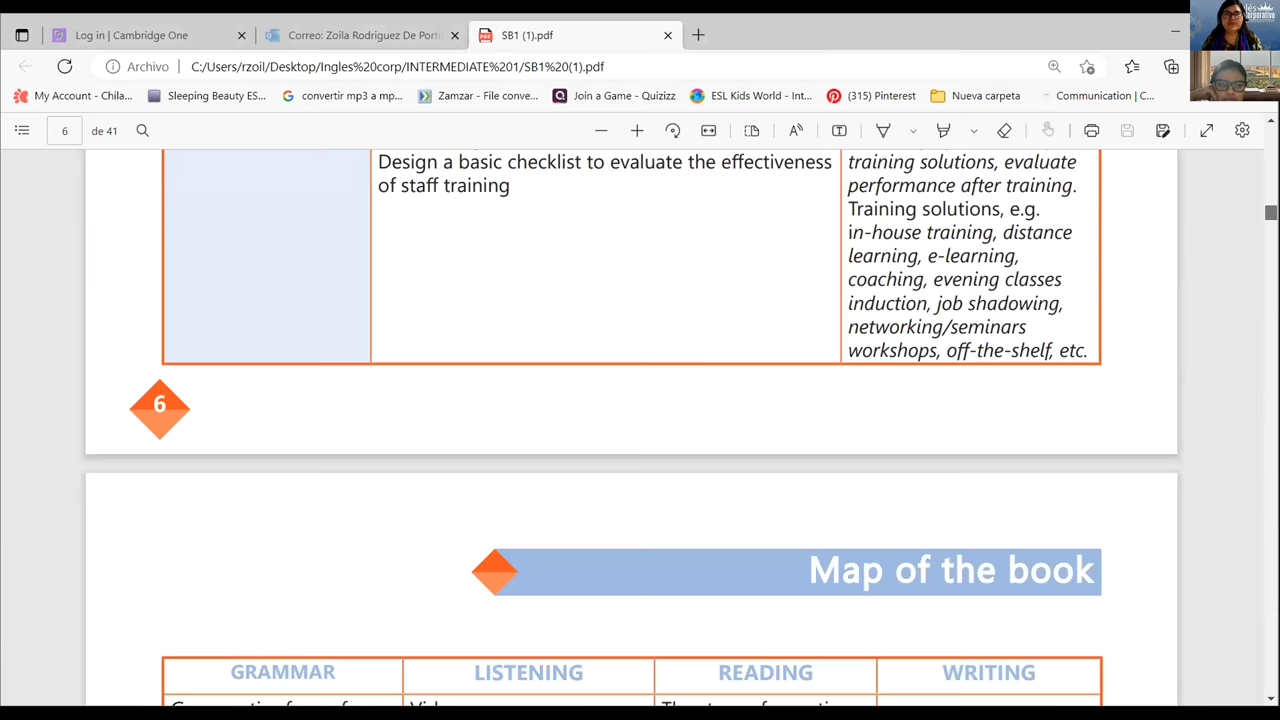 Log in | Cambridge One
Correo: Zoila Rodriguez De Port
SB1 (1).pdf
Archivo
C:/Users/rzoil/Desktop/Ingles%20corp/INTERMEDIATE%201/SB1%20(1).pdf
My Account - Chila...
Sleeping Beauty ES...
convertir mp3 a mp...
Zamzar - File conve...
Join a Game - Quizizz
ESL Kids World - Int...
(315) Pinterest
Nueva carpeta
Communication | C...
6 de 41
Design a basic checklist to evaluate the effectiveness
of staff training
training solutions, evaluate
performance after training.
Training solutions, e.g.
in-house training, distance
learning, e-learning,
coaching, evening classes
induction, job shadowing,
networking/seminars
workshops, off-the-shelf, etc.
6
Map of the book
GRAMMAR
LISTENING
READING
WRITING